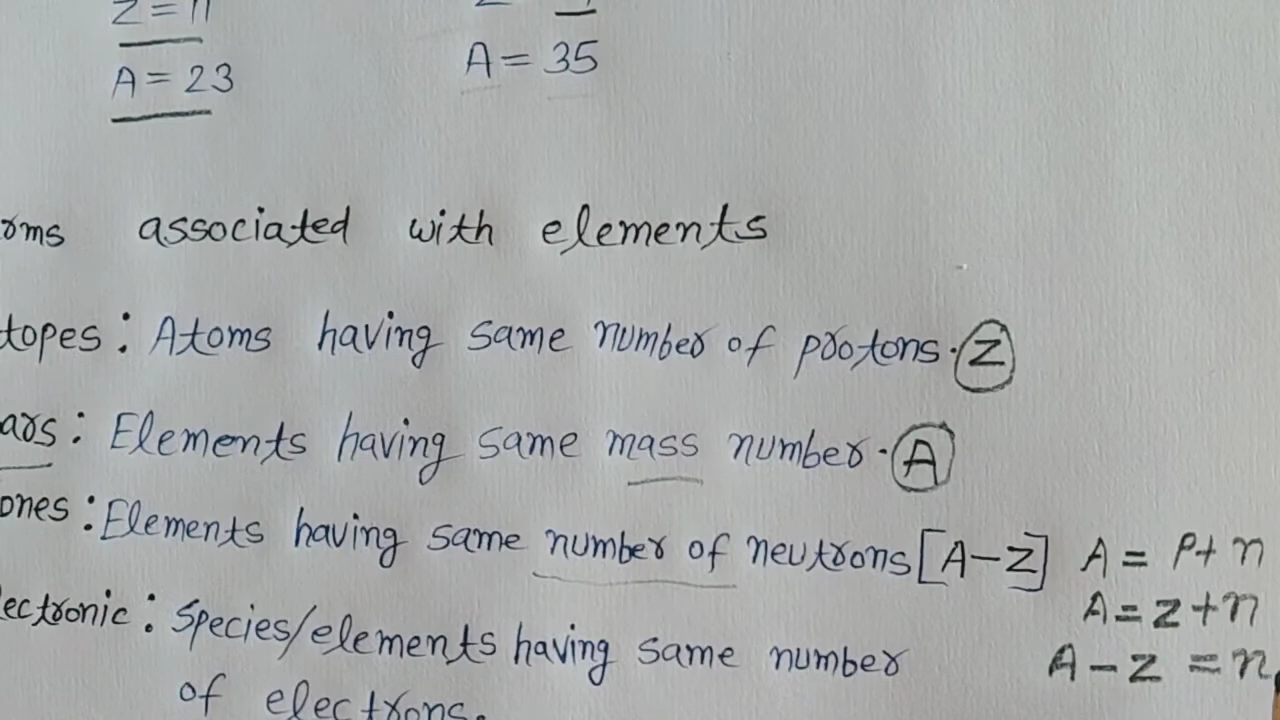 Z = 11
A = 23
A = 35
oms associated with elements
topes : Atoms having same number of protons. Z
ars : Elements having same mass number. A
ones : Elements having same number of neutrons [A-Z] A = P + n
A = Z + n
ectronic : Species/elements having same number A - Z = n
of electrons.